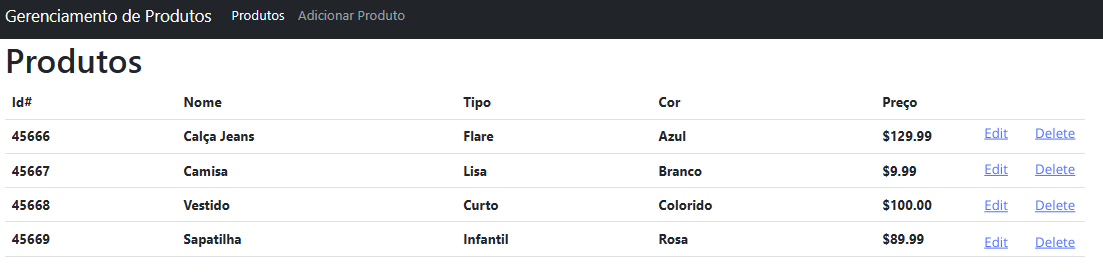 Gerenciamento de Produtos Produtos Adicionar Produto
Produtos
Id# Nome Tipo Cor Preço
45666 Calça Jeans Flare Azul $129.99 Edit Delete
45667 Camisa Lisa Branco $9.99 Edit Delete
45668 Vestido Curto Colorido $100.00 Edit Delete
45669 Sapatilha Infantil Rosa $89.99 Edit Delete